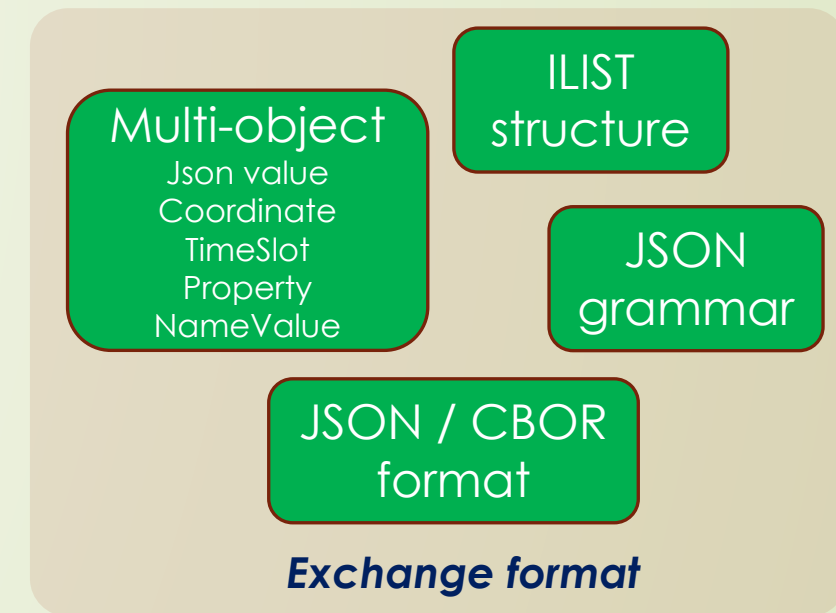 Multi-object
Json value
Coordinate
TimeSlot
Property
NameValue
ILIST
structure
JSON
grammar
JSON / CBOR
format
Exchange format